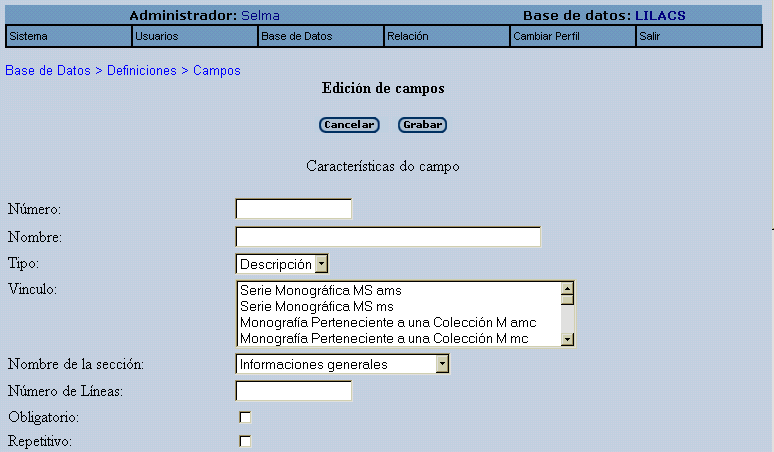 Administrador: Selma Base de datos: LILACS
Sistema Usuarios Base de Datos Relación Cambiar Perfil Salir
Base de Datos > Definiciones > Campos
Edición de campos
Cancelar Grabar
Características do campo
Número:
Nombre:
Tipo: Descripción
Vinculo: Serie Monográfica MS ams
Serie Monográfica MS ms
Monografía Perteneciente a una Colección M amc
Monografía Perteneciente a una Colección M mc
Nombre de la sección: Informaciones generales
Número de Líneas:
Obligatorio:
Repetitivo: